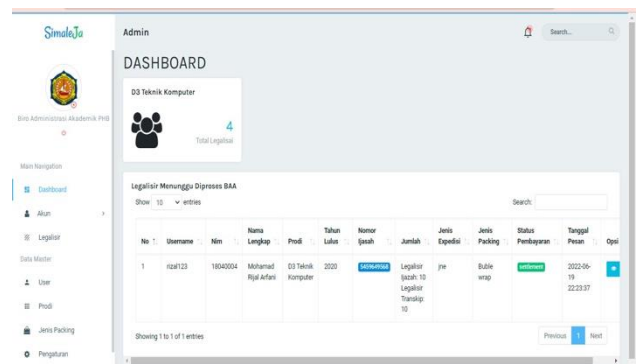 SimaleJa
Admin
Search...
DASHBOARD
D3 Teknik Komputer
4
Total Legalisai
Biro Administrasi Akademik PHB
Main Navigation
Dashboard
Akun
Legalisir
Data Master
User
Prodi
Jenis Packing
Pengaturan
Legalisir Menunggu Diproses BAA
Show 10 entries
Search:
No Username Nim Nama Lengkap Prodi Tahun Lulus Nomor Ijasah Jumlah Jenis Expedisi Jenis Packing Status Pembayaran Tanggal Pesan Opsi
1 rizal123 18040004 Mohamad Rijal Arifani D3 Teknik Komputer 2020 Legalisir Ijazah: 10 Legalisir Transkip: 10 jne Buble wrap settlement 2022-06-19 22:23:37
Showing 1 to 1 of 1 entries
Previous 1 Next